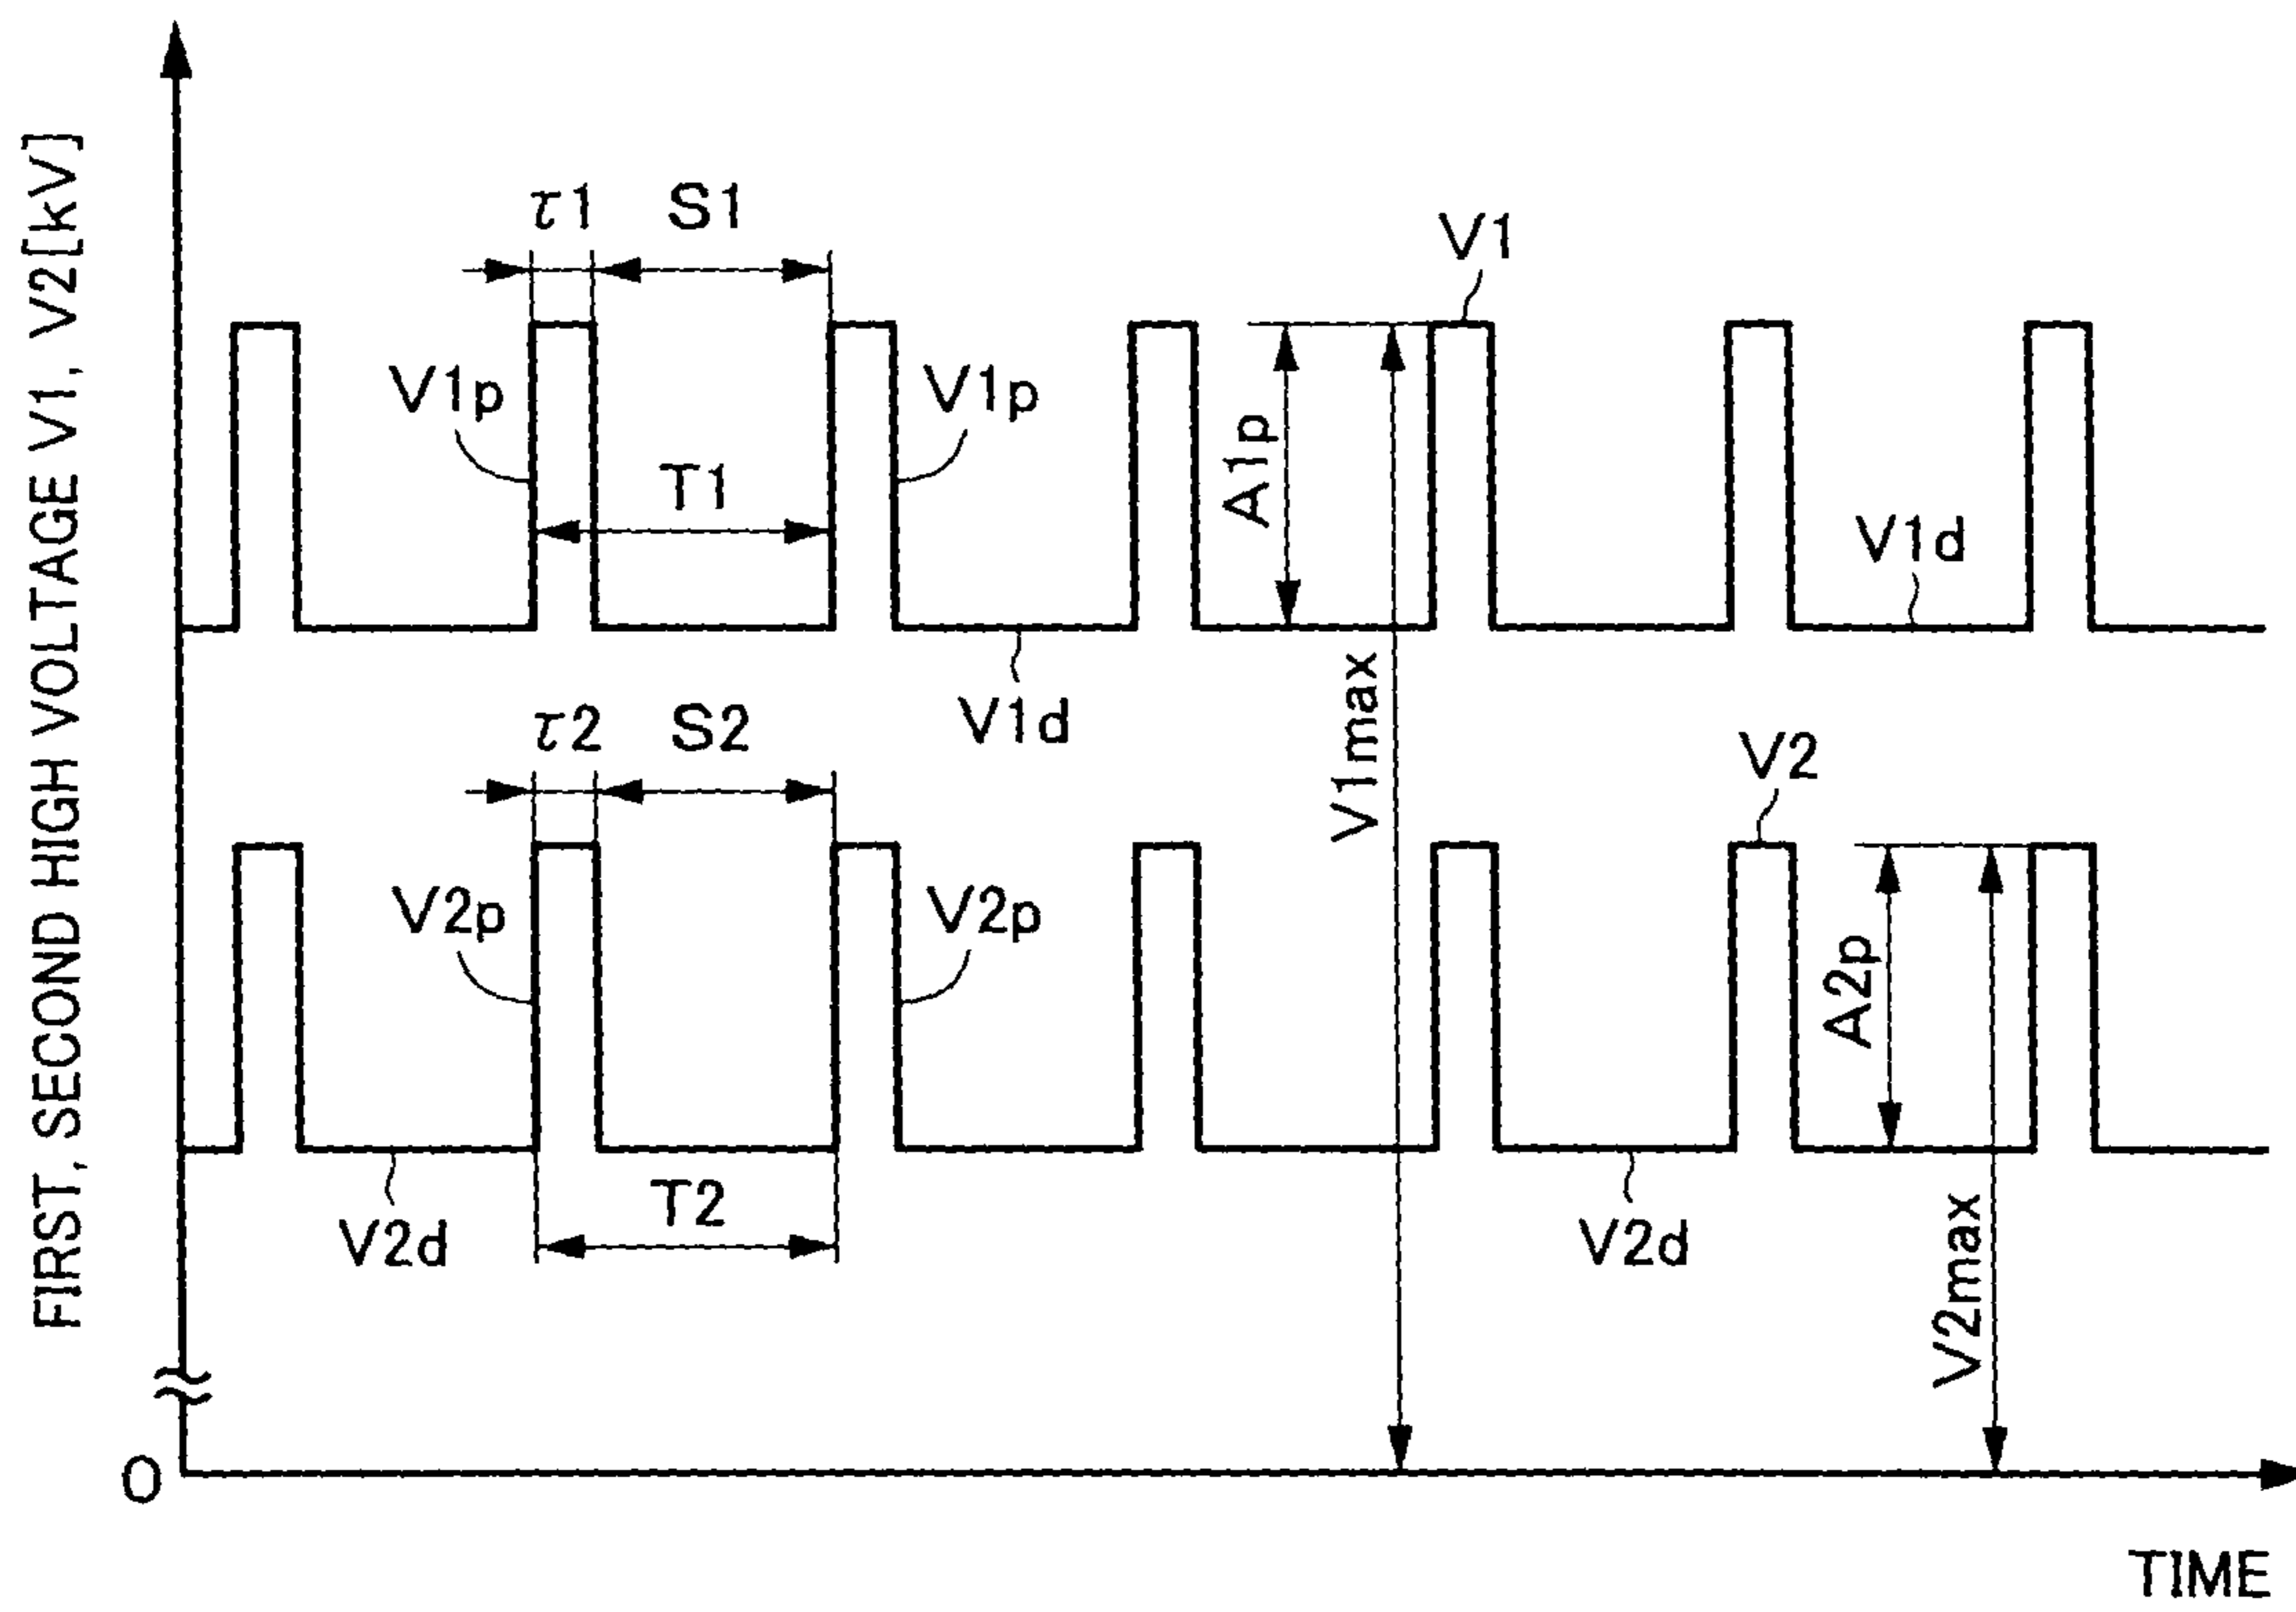 FIRST, SECOND HIGH VOLTAGE V1, V2[kV]
τ1 S1
V1
V1p V1p
A1p
T1
V1d
V1max
V1d
τ2 S2
V2
V2p V2p
A2p
T2
V2d V2d
V2max
O
TIME